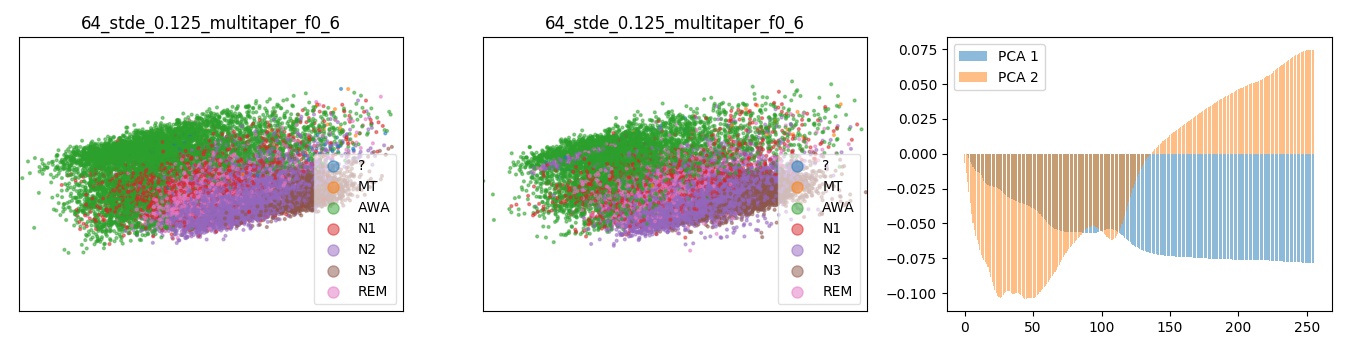 64_stde_0.125_multitaper_f0_6
?
MT
AWA
N1
N2
N3
REM
64_stde_0.125_multitaper_f0_6
?
MT
AWA
N1
N2
N3
REM
PCA 1
PCA 2
0.075
0.050
0.025
0.000
−0.025
−0.050
−0.075
−0.100
0 50 100 150 200 250